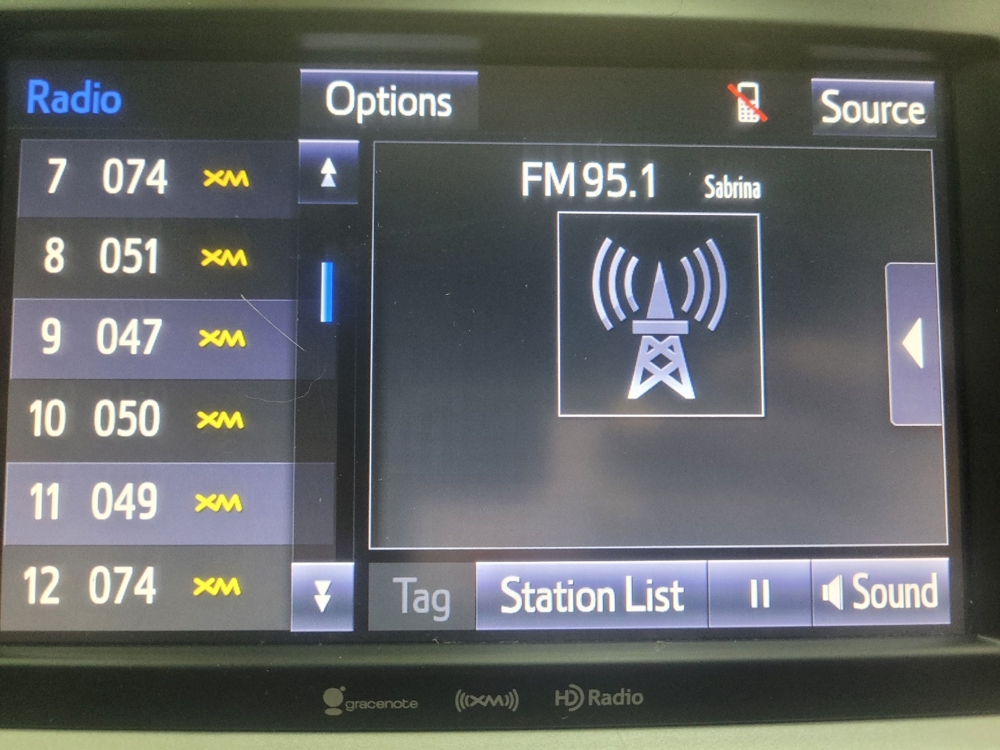 Radio
Options
Source
7 074 XM
8 051 XM
9 047 XM
10 050 XM
11 049 XM
12 074 XM
FM 95.1 Sabrina
Tag
Station List
Sound
gracenote
((XM))
HD Radio